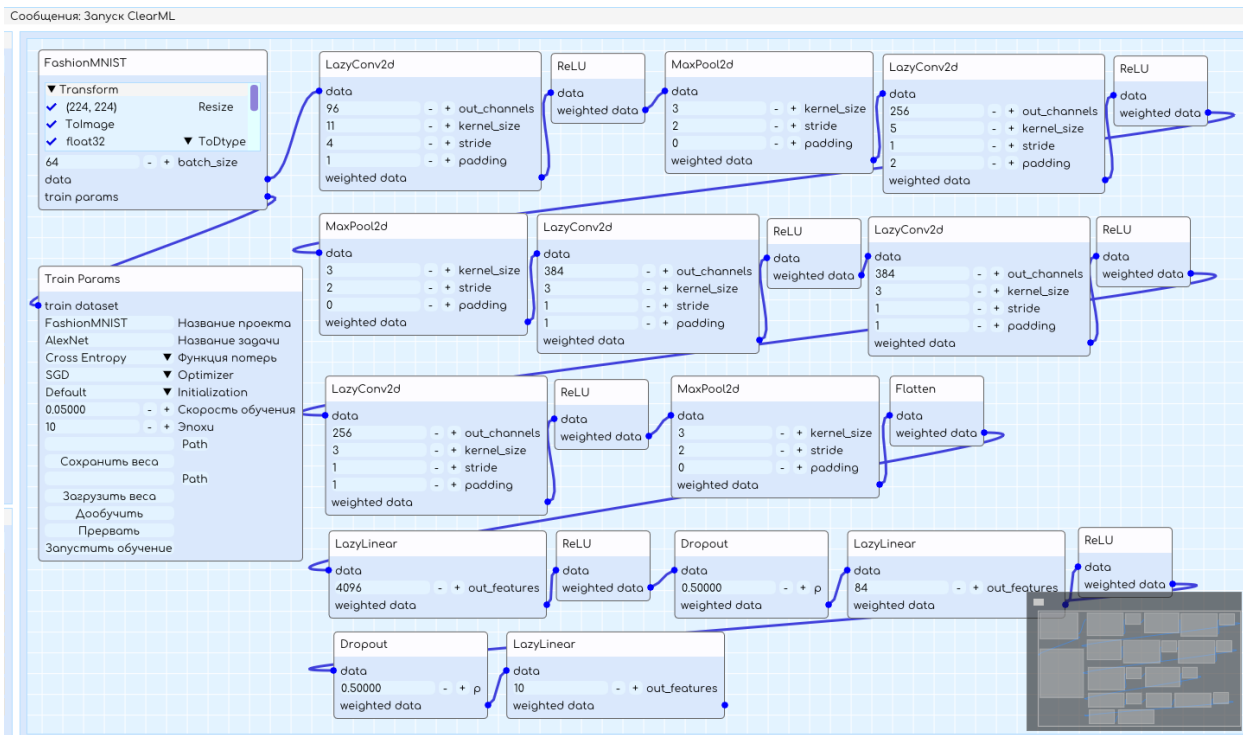 Сообщения: Запуск ClearML
FashionMNIST
▼ Transform
(224, 224) Resize
ToImage
float32 ▼ ToDtype
64 - + batch_size
data
train params
LazyConv2d
data
96 - + out_channels
11 - + kernel_size
4 - + stride
1 - + padding
weighted data
ReLU
data
weighted data
MaxPool2d
data
3 - + kernel_size
2 - + stride
0 - + padding
weighted data
LazyConv2d
data
256 - + out_channels
5 - + kernel_size
1 - + stride
2 - + padding
weighted data
ReLU
data
weighted data
Train Params
train dataset
FashionMNIST Название проекта
AlexNet Название задачи
Cross Entropy ▼ Функция потерь
SGD ▼ Optimizer
Default ▼ Initialization
0.05000 - + Скорость обучения
10 - + Эпохи
Path
Сохранить веса
Path
Загрузить веса
Дообучить
Прервать
Запустить обучение
MaxPool2d
data
3 - + kernel_size
2 - + stride
0 - + padding
weighted data
LazyConv2d
data
384 - + out_channels
3 - + kernel_size
1 - + stride
1 - + padding
weighted data
ReLU
data
weighted data
LazyConv2d
data
384 - + out_channels
3 - + kernel_size
1 - + stride
1 - + padding
weighted data
ReLU
data
weighted data
LazyConv2d
data
256 - + out_channels
3 - + kernel_size
1 - + stride
1 - + padding
weighted data
ReLU
data
weighted data
MaxPool2d
data
3 - + kernel_size
2 - + stride
0 - + padding
weighted data
Flatten
data
weighted data
LazyLinear
data
4096 - + out_features
weighted data
ReLU
data
weighted data
Dropout
data
0.50000 - + p
weighted data
LazyLinear
data
84 - + out_features
weighted data
ReLU
data
weighted data
Dropout
data
0.50000 - + p
weighted data
LazyLinear
data
10 - + out_features
weighted data